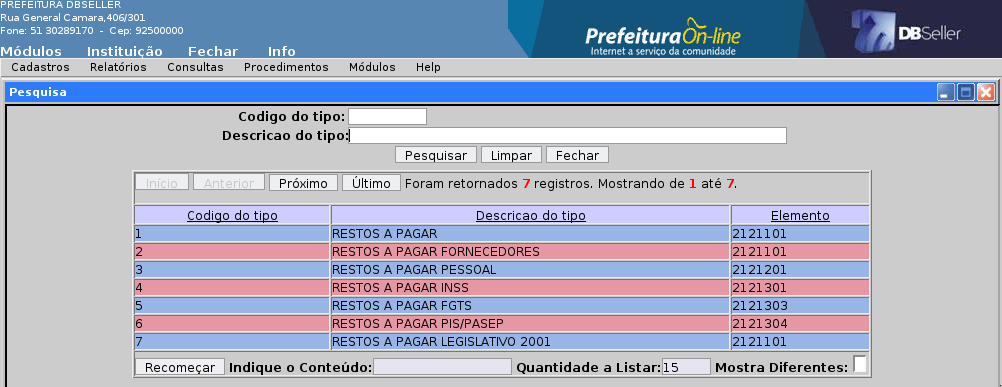 PREFEITURA DBSELLER
Rua General Camara,406/301
Fone: 51 30289170 - Cep: 92500000
Prefeitura On-line
Internet a serviço da comunidade
DBSeller
Módulos Instituição Fechar Info
Cadastros Relatórios Consultas Procedimentos Módulos Help
Pesquisa
Codigo do tipo:
Descricao do tipo:
Pesquisar Limpar Fechar
Início Anterior Próximo Último Foram retornados 7 registros. Mostrando de 1 até 7.
Codigo do tipo Descricao do tipo Elemento
1 RESTOS A PAGAR 2121101
2 RESTOS A PAGAR FORNECEDORES 2121101
3 RESTOS A PAGAR PESSOAL 2121201
4 RESTOS A PAGAR INSS 2121301
5 RESTOS A PAGAR FGTS 2121303
6 RESTOS A PAGAR PIS/PASEP 2121304
7 RESTOS A PAGAR LEGISLATIVO 2001 2121101
Recomeçar Indique o Conteúdo: Quantidade a Listar: 15 Mostra Diferentes: